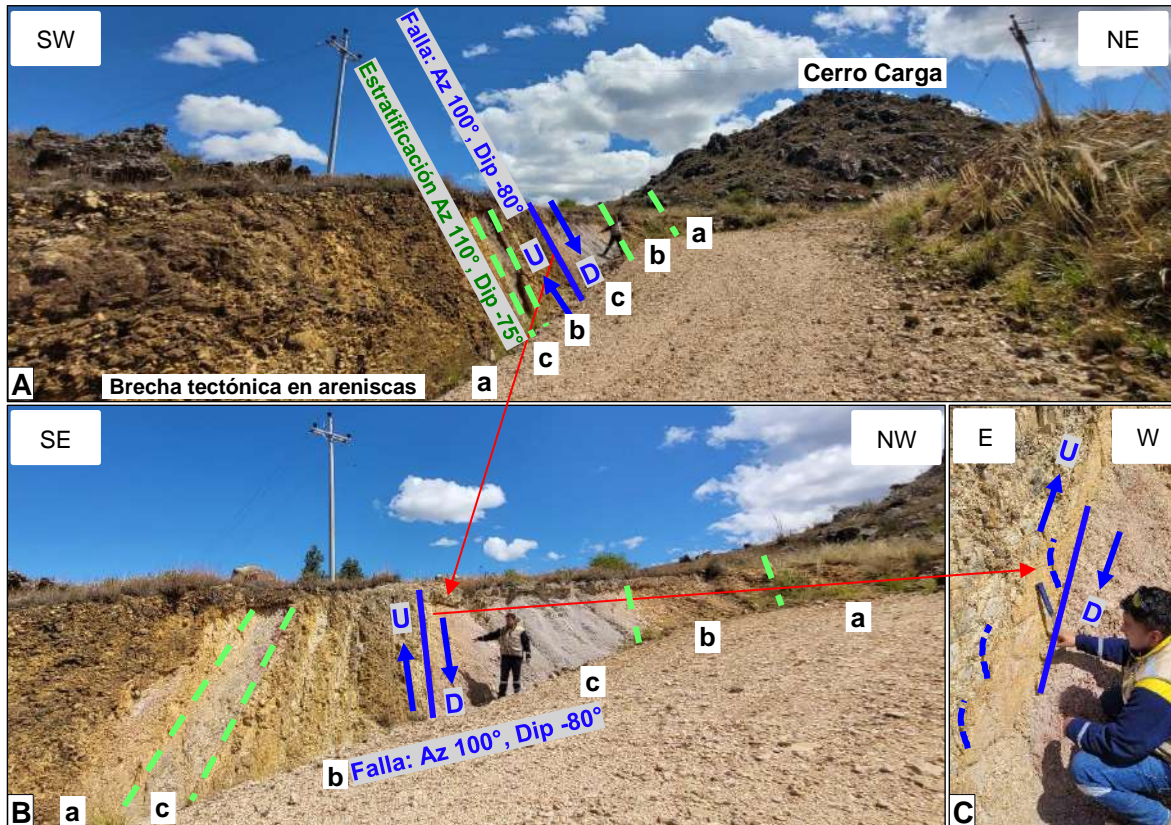 SW
NE
Cerro Carga
Falla: Az 100°, Dip -80°
Estratificación Az 110°, Dip -75°
a
b
c
U
D
b
c
a
A
Brecha tectónica en areniscas
SE
NW
U
D
a
b
c
b
Falla: Az 100°, Dip -80°
a
c
B
E
W
U
D
C